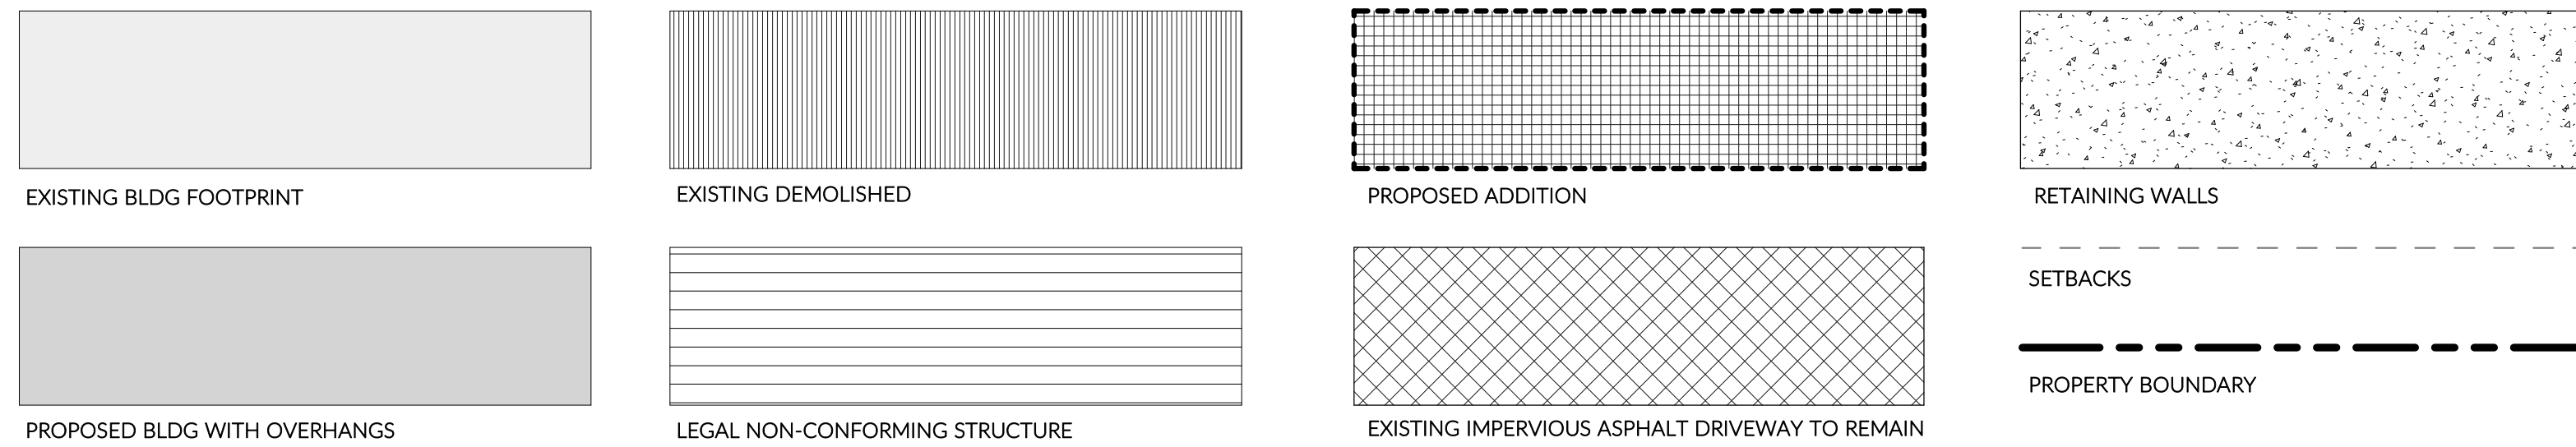 EXISTING BLDG FOOTPRINT
EXISTING DEMOLISHED
PROPOSED ADDITION
RETAINING WALLS
SETBACKS
PROPERTY BOUNDARY
PROPOSED BLDG WITH OVERHANGS
LEGAL NON-CONFORMING STRUCTURE
EXISTING IMPERVIOUS ASPHALT DRIVEWAY TO REMAIN